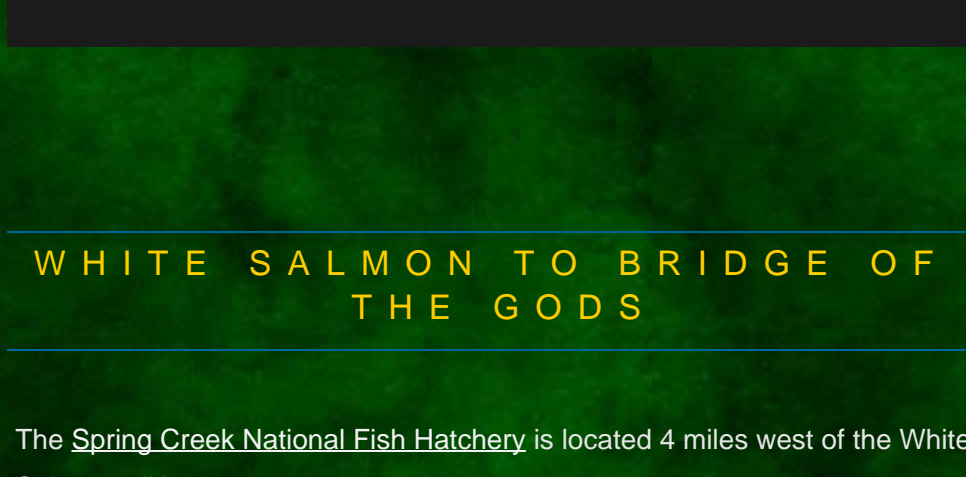 WHITE SALMON TO BRIDGE OF
THE GODS
The Spring Creek National Fish Hatchery is located 4 miles west of the White